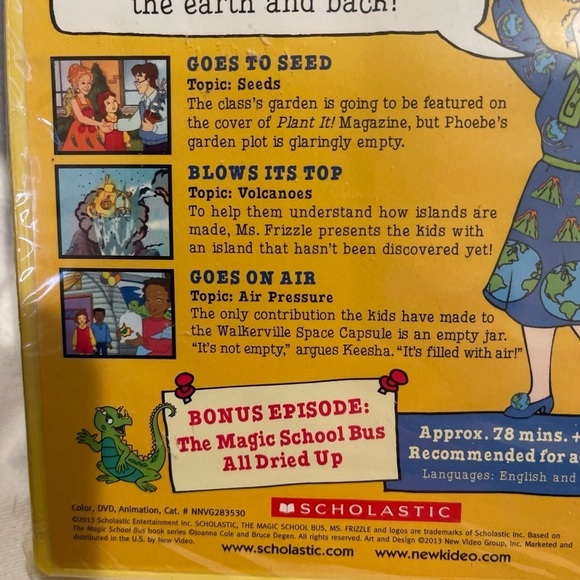 the earth and back!
GOES TO SEED
Topic: Seeds
The class's garden is going to be featured on
the cover of Plant It! Magazine, but Phoebe's
garden plot is glaringly empty.
BLOWS ITS TOP
Topic: Volcanoes
To help them understand how islands are
made, Ms. Frizzle presents the kids with
an island that hasn't been discovered yet!
GOES ON AIR
Topic: Air Pressure
The only contribution the kids have made to
the Walkerville Space Capsule is an empty jar.
"It's not empty," argues Keesha. "It's filled with air!"
BONUS EPISODE:
The Magic School Bus
All Dried Up
Approx. 78 mins. +
Recommended for a
Languages: English and
Color, DVD, Animation, Cat. # NNVG283530
SCHOLASTIC
©2013 Scholastic Entertainment Inc. SCHOLASTIC, THE MAGIC SCHOOL BUS, MS. FRIZZLE and logos are trademarks of Scholastic Inc. Based on
The Magic School Bus book series ©Joanna Cole and Bruce Degen. All rights reserved. Art and Design ©2013 New Video Group, Inc. Marketed and
distributed in the U.S. by New Video.
www.scholastic.com www.newkideo.com